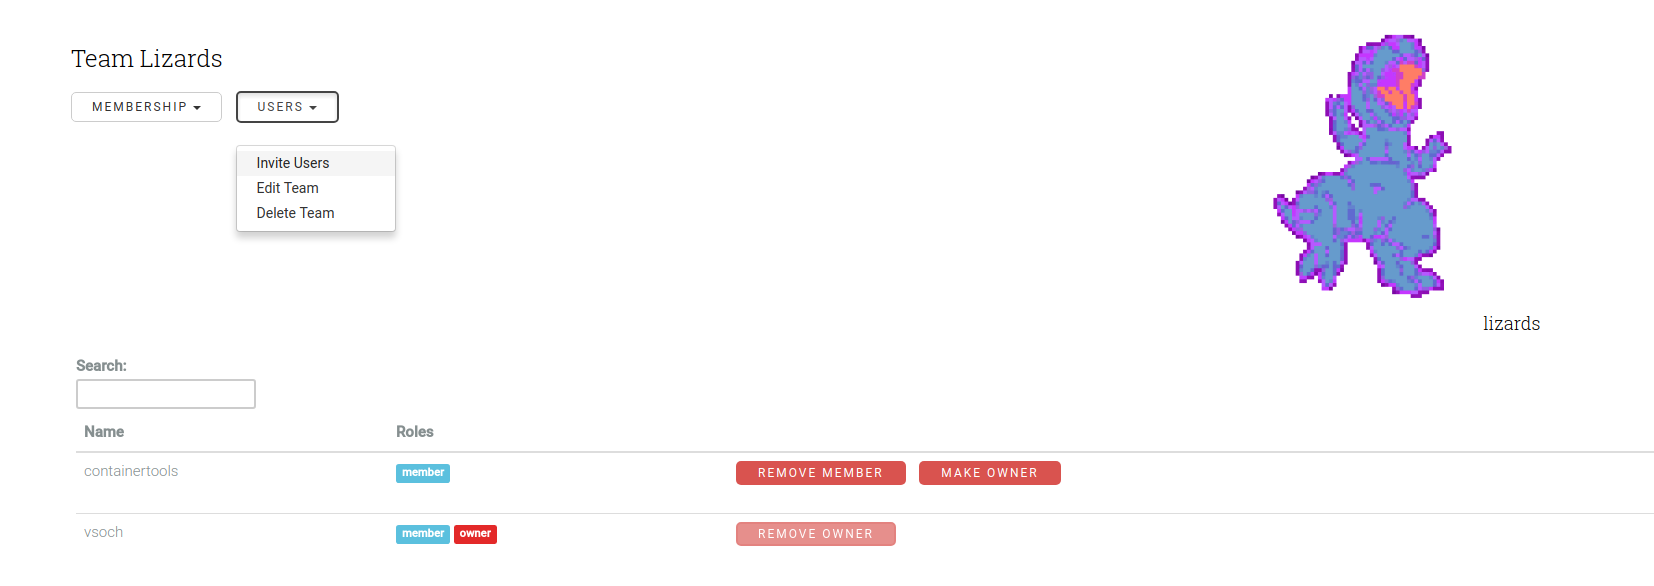 Team Lizards
MEMBERSHIP USERS
Invite Users
Edit Team
Delete Team
lizards
Search:
Name Roles
containertools member REMOVE MEMBER MAKE OWNER
vsoch member owner REMOVE OWNER